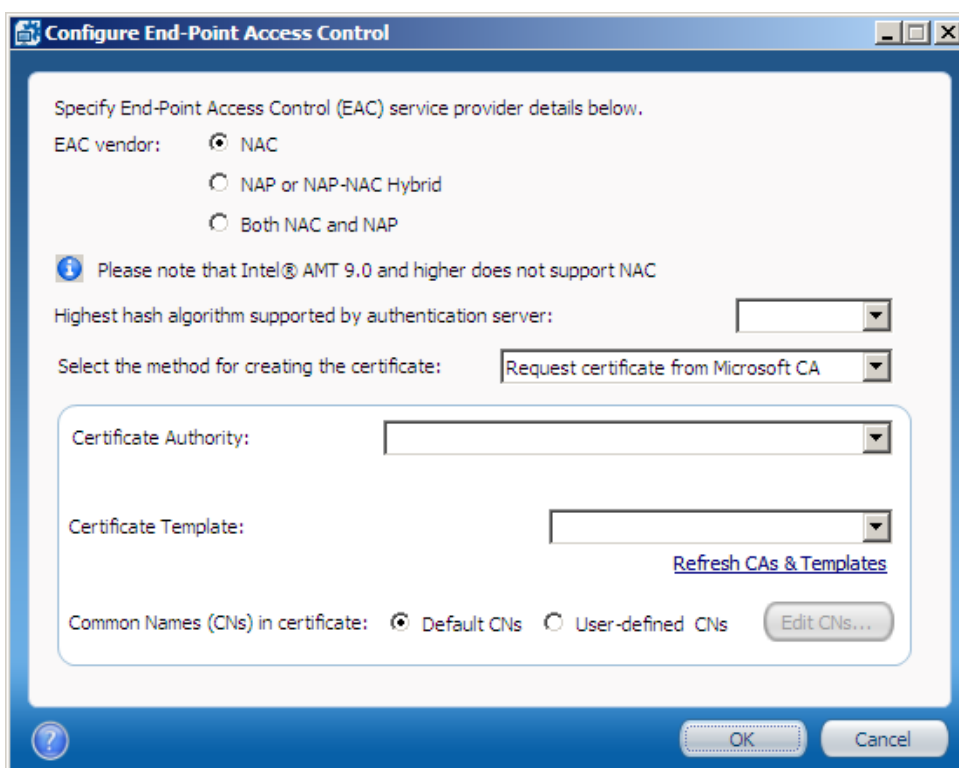 Configure End-Point Access Control
Specify End-Point Access Control (EAC) service provider details below.
EAC vendor: NAC
NAP or NAP-NAC Hybrid
Both NAC and NAP
Please note that Intel® AMT 9.0 and higher does not support NAC
Highest hash algorithm supported by authentication server:
Select the method for creating the certificate: Request certificate from Microsoft CA
Certificate Authority:
Certificate Template:
Refresh CAs & Templates
Common Names (CNs) in certificate: Default CNs User-defined CNs Edit CNs...
OK Cancel